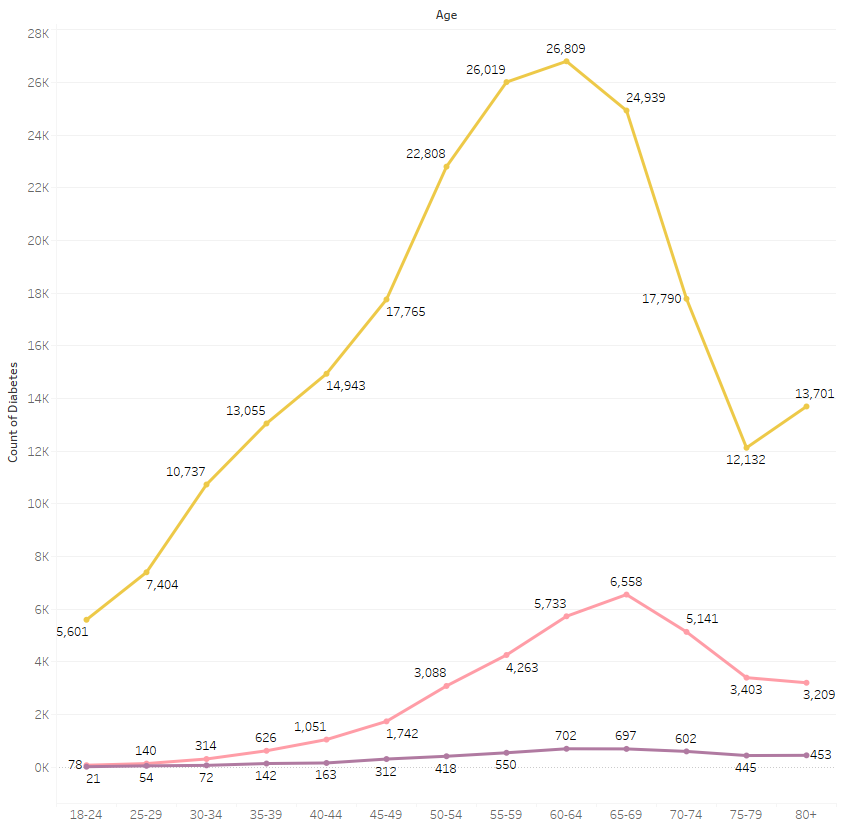 Age
28K
26K
24K
22K
20K
18K
16K
14K
12K
10K
8K
6K
4K
2K
0K
Count of Diabetes
5,601
7,404
10,737
13,055
14,943
17,765
22,808
26,019
26,809
24,939
17,790
12,132
13,701
78
140
314
626
1,051
1,742
3,088
4,263
5,733
6,558
5,141
3,403
3,209
21
54
72
142
163
312
418
550
702
697
602
445
453
18-24 25-29 30-34 35-39 40-44 45-49 50-54 55-59 60-64 65-69 70-74 75-79 80+